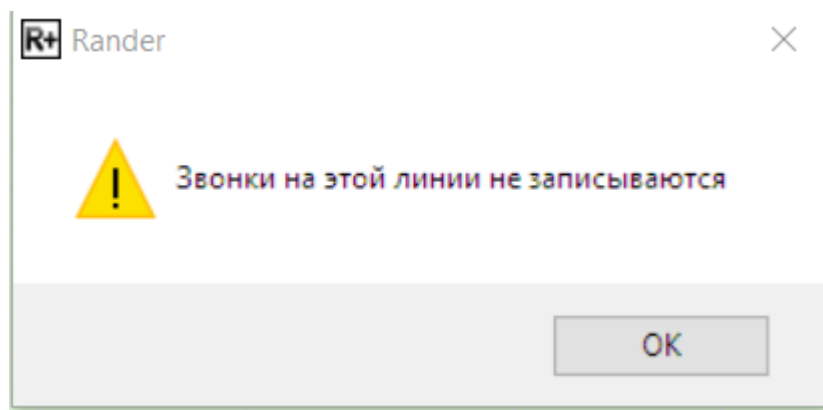 R+ Rander
Звонки на этой линии не записываются
OK